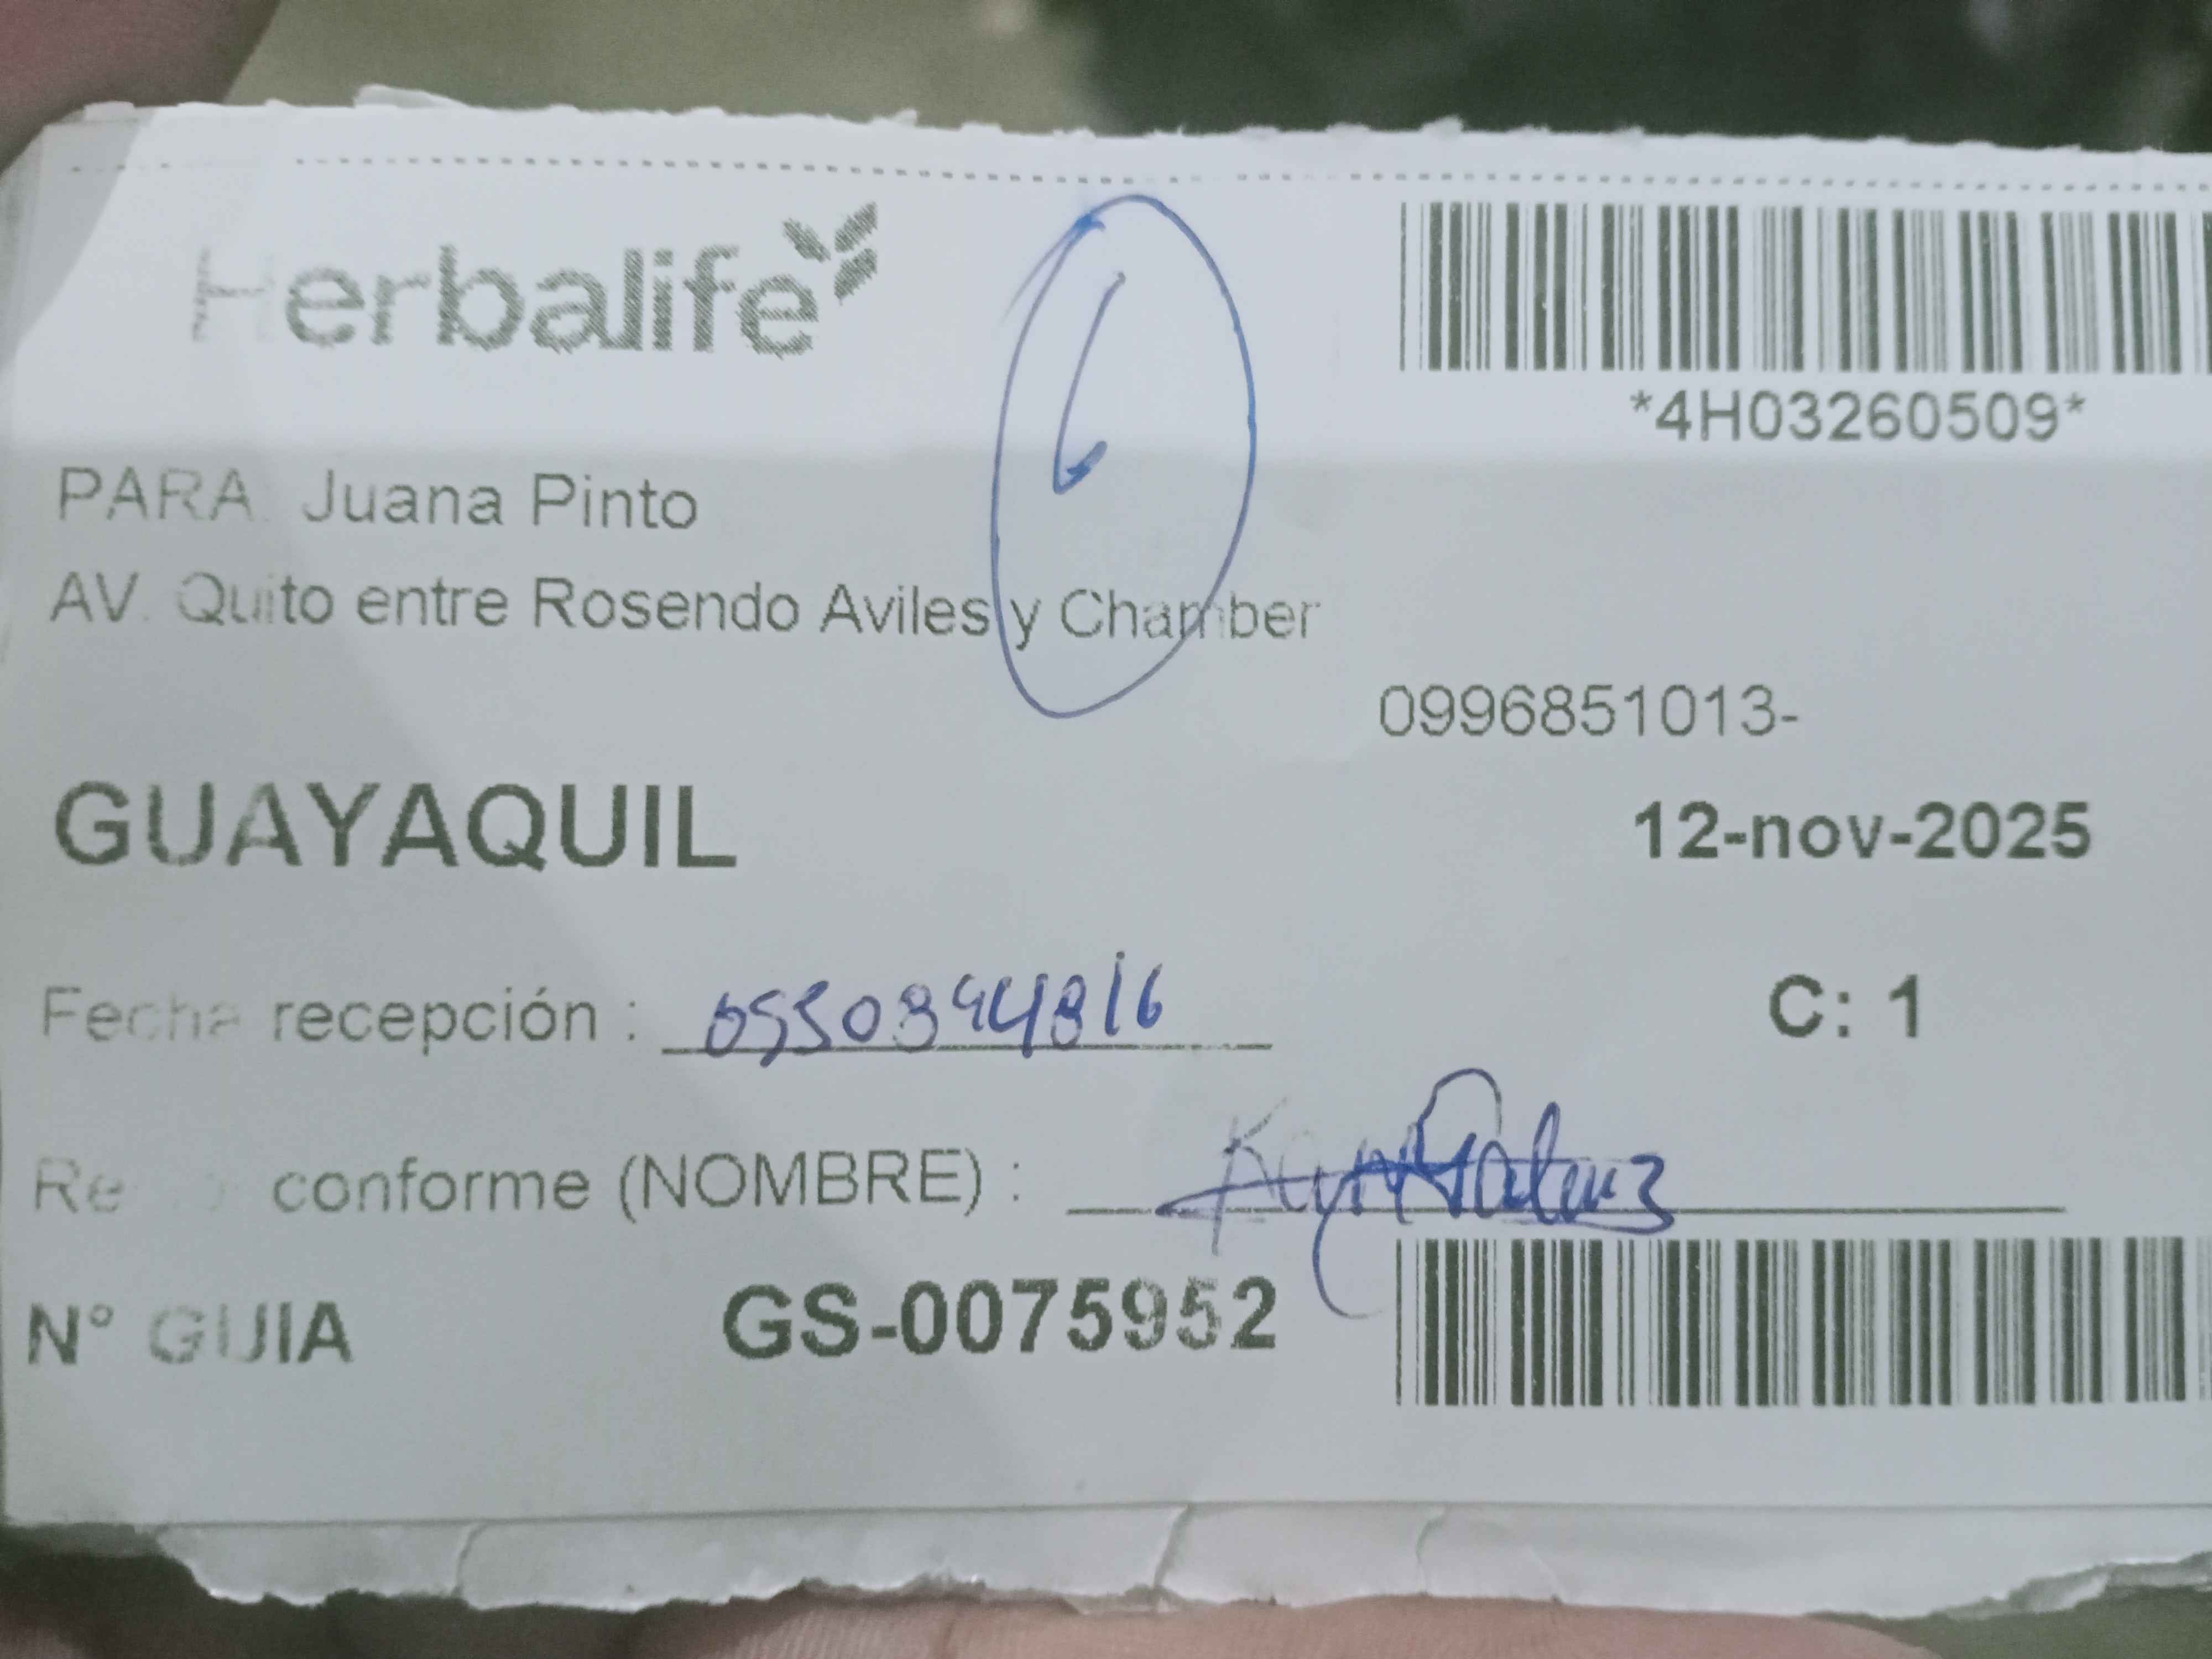 Herbalife
*4H03260509*
PARA Juana Pinto
AV. Quito entre Rosendo Aviles y Chamber
0996851013-
GUAYAQUIL
12-nov-2025
Fecha recepción :
C: 1
conforme (NOMBRE) :
N° GUIA GS-0075952